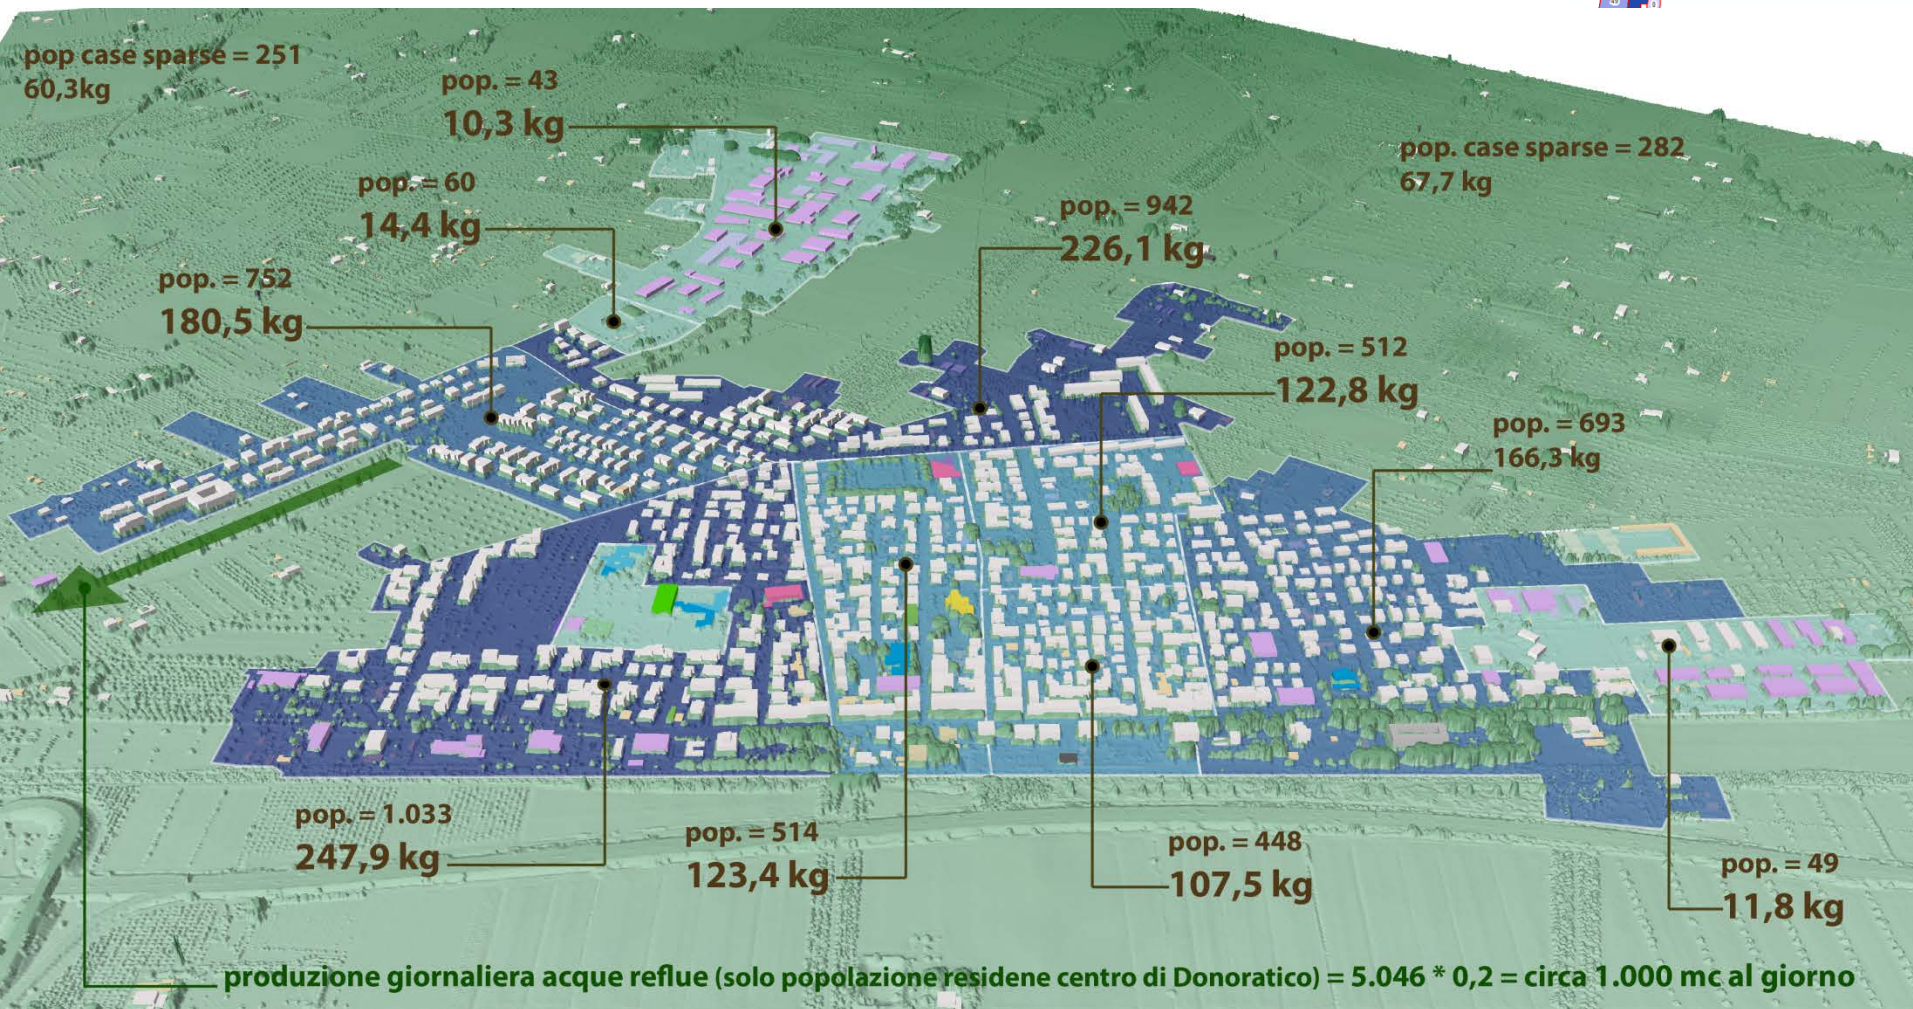 pop case sparse = 251
60,3kg
pop. = 43
10,3 kg
pop. case sparse = 282
67,7 kg
pop. = 60
14,4 kg
pop. = 942
226,1 kg
pop. = 752
180,5 kg
pop. = 512
122,8 kg
pop. = 693
166,3 kg
pop. = 1.033
247,9 kg
pop. = 514
123,4 kg
pop. = 448
107,5 kg
pop. = 49
11,8 kg
produzione giornaliera acque reflue (solo popolazione residene centro di Donoratico) = 5.046 * 0,2 = circa 1.000 mc al giorno